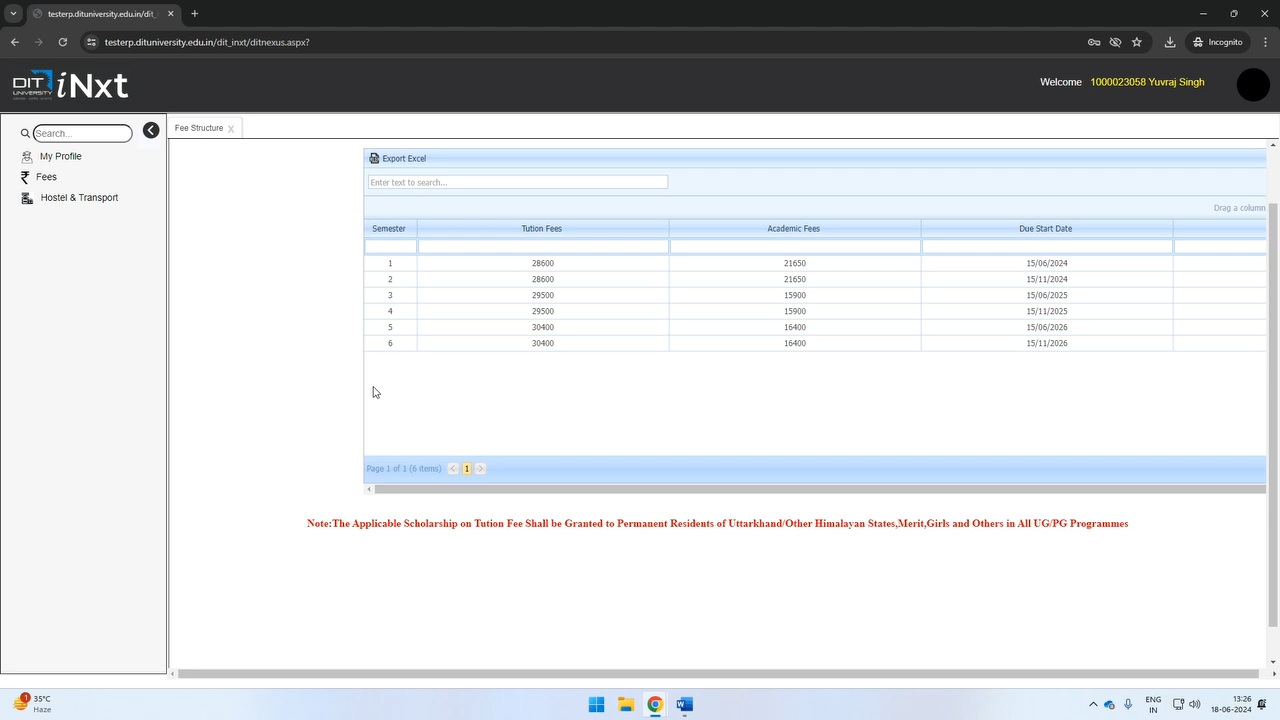 testerp.dituniversity.edu.in/dit_i
testerp.dituniversity.edu.in/dit_inxt/ditnexus.aspx?
Incognito
DIT UNIVERSITY iNxt
Welcome 1000023058 Yuvraj Singh
Search...
Fee Structure x
My Profile
Fees
Hostel & Transport
Export Excel
Enter text to search...
Drag a column
Semester Tution Fees Academic Fees Due Start Date
1 28600 21650 15/06/2024
2 28600 21650 15/11/2024
3 29500 15900 15/06/2025
4 29500 15900 15/11/2025
5 30400 16400 15/06/2026
6 30400 16400 15/11/2026
Page 1 of 1 (6 items) < 1 >
Note:The Applicable Scholarship on Tution Fee Shall be Granted to Permanent Residents of Uttarkhand/Other Himalayan States,Merit,Girls and Others in All UG/PG Programmes
1 35°C ENG 13:26
Haze IN 18-06-2024